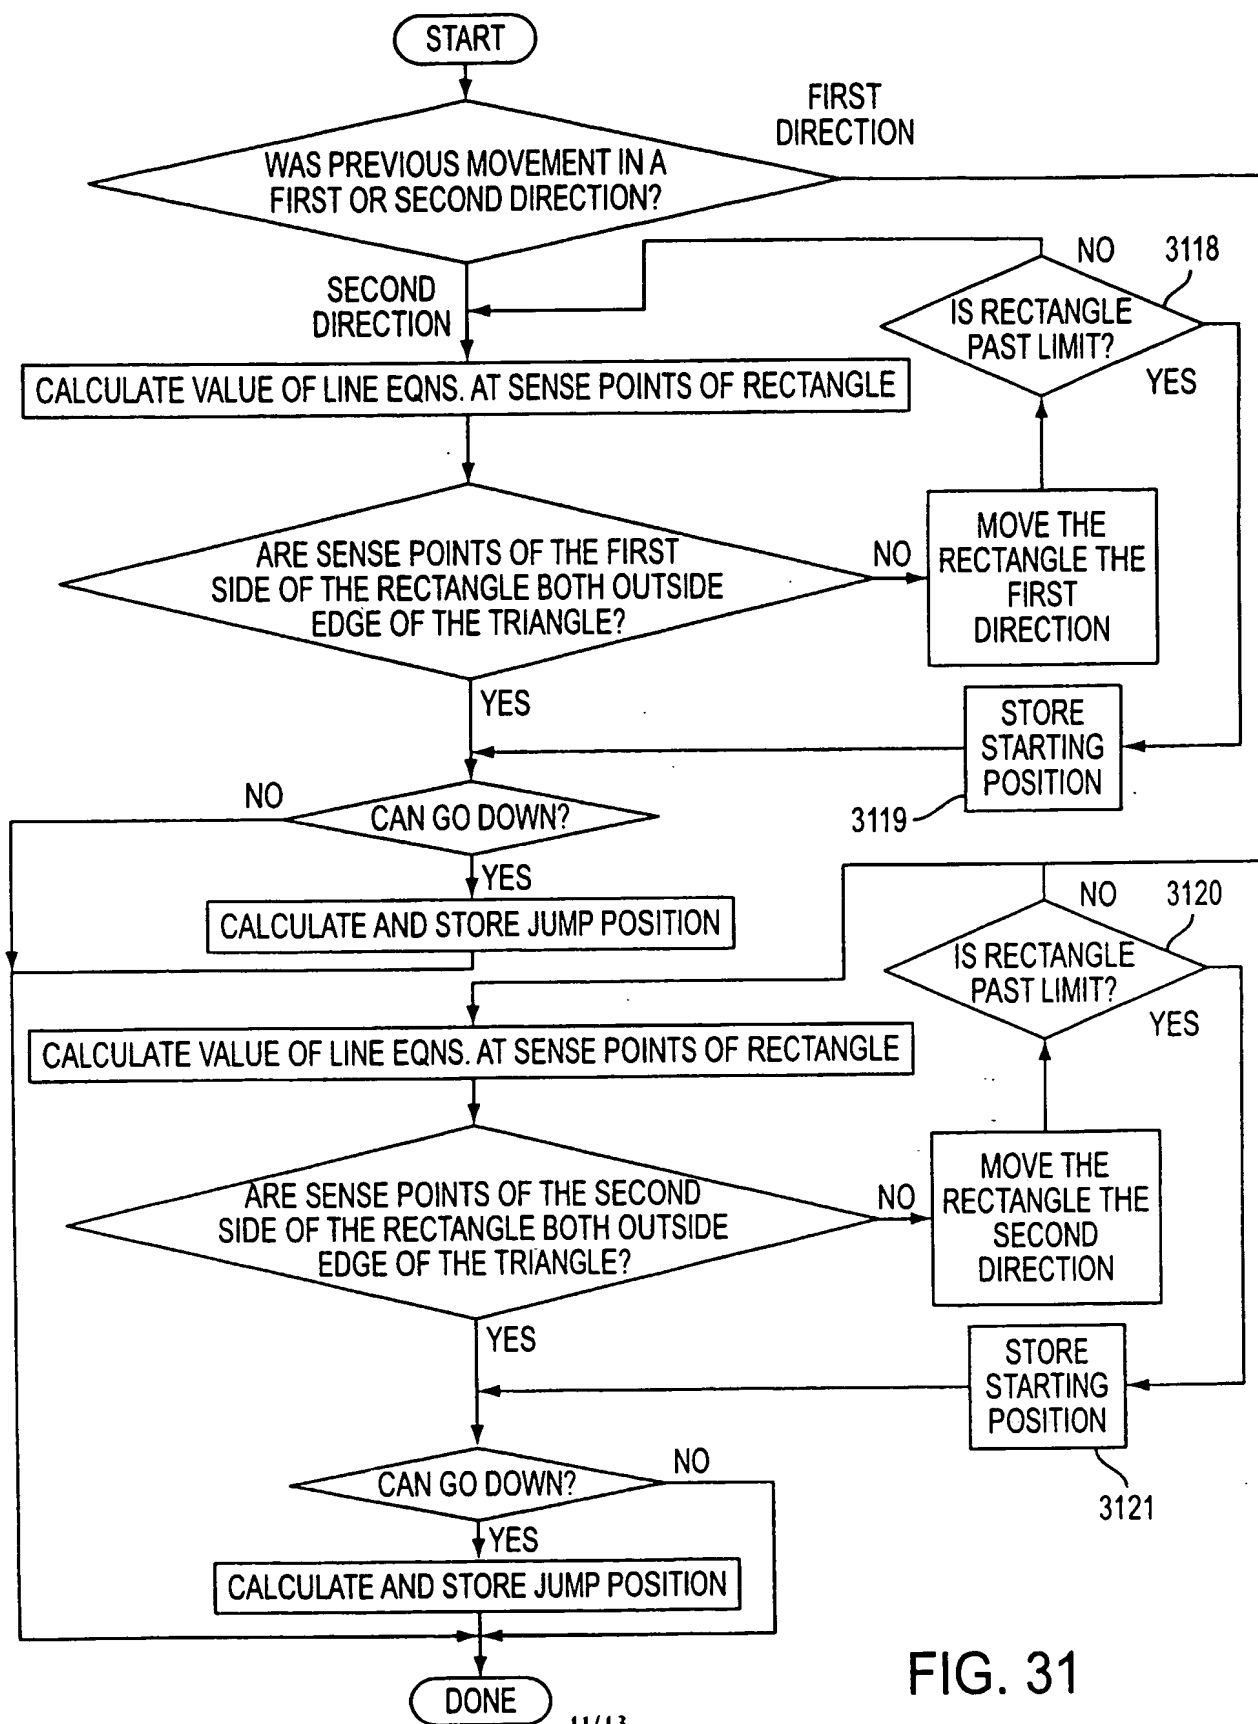 START
FIRST
DIRECTION
WAS PREVIOUS MOVEMENT IN A
FIRST OR SECOND DIRECTION?
SECOND
DIRECTION
NO
3118
IS RECTANGLE
PAST LIMIT?
YES
CALCULATE VALUE OF LINE EQNS. AT SENSE POINTS OF RECTANGLE
ARE SENSE POINTS OF THE FIRST
SIDE OF THE RECTANGLE BOTH OUTSIDE
EDGE OF THE TRIANGLE?
NO
MOVE THE
RECTANGLE THE
FIRST
DIRECTION
YES
STORE
STARTING
POSITION
3119
NO
CAN GO DOWN?
YES
CALCULATE AND STORE JUMP POSITION
NO
3120
IS RECTANGLE
PAST LIMIT?
YES
CALCULATE VALUE OF LINE EQNS. AT SENSE POINTS OF RECTANGLE
ARE SENSE POINTS OF THE SECOND
SIDE OF THE RECTANGLE BOTH OUTSIDE
EDGE OF THE TRIANGLE?
NO
MOVE THE
RECTANGLE THE
SECOND
DIRECTION
YES
STORE
STARTING
POSITION
3121
CAN GO DOWN?
NO
YES
CALCULATE AND STORE JUMP POSITION
DONE
FIG. 31